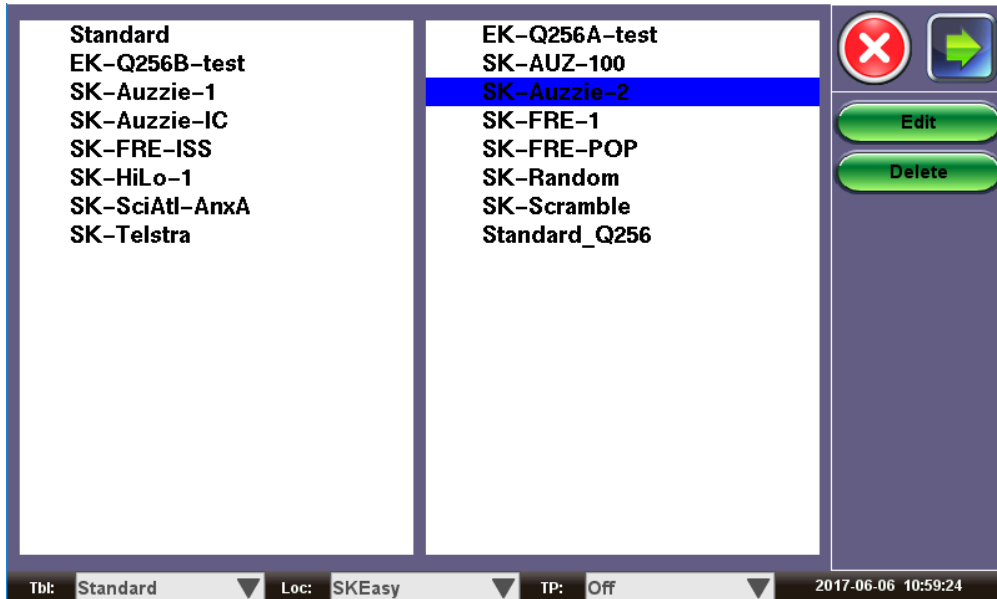 Standard
EK-Q256B-test
SK-Auzzie-1
SK-Auzzie-IC
SK-FRE-ISS
SK-HiLo-1
SK-SciAtl-AnxA
SK-Telstra
EK-Q256A-test
SK-AUZ-100
SK-Auzzie-2
SK-FRE-1
SK-FRE-POP
SK-Random
SK-Scramble
Standard_Q256
Edit
Delete
Tbl: Standard Loc: SKEasy TP: Off 2017-06-06 10:59:24